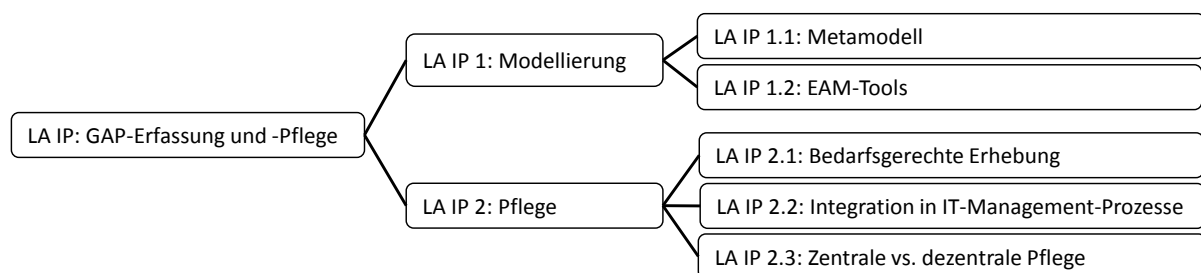 LA IP: GAP-Erfassung und -Pflege
LA IP 1: Modellierung
LA IP 1.1: Metamodell
LA IP 1.2: EAM-Tools
LA IP 2: Pflege
LA IP 2.1: Bedarfsgerechte Erhebung
LA IP 2.2: Integration in IT-Management-Prozesse
LA IP 2.3: Zentrale vs. dezentrale Pflege